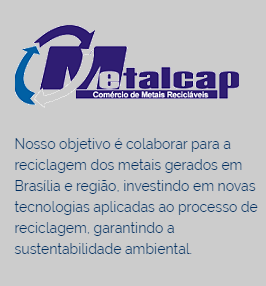 Metalcap
Comércio de Metais Recicláveis
Nosso objetivo é colaborar para a
reciclagem dos metais gerados em
Brasília e região, investindo em novas
tecnologias aplicadas ao processo de
reciclagem, garantindo a
sustentabilidade ambiental.